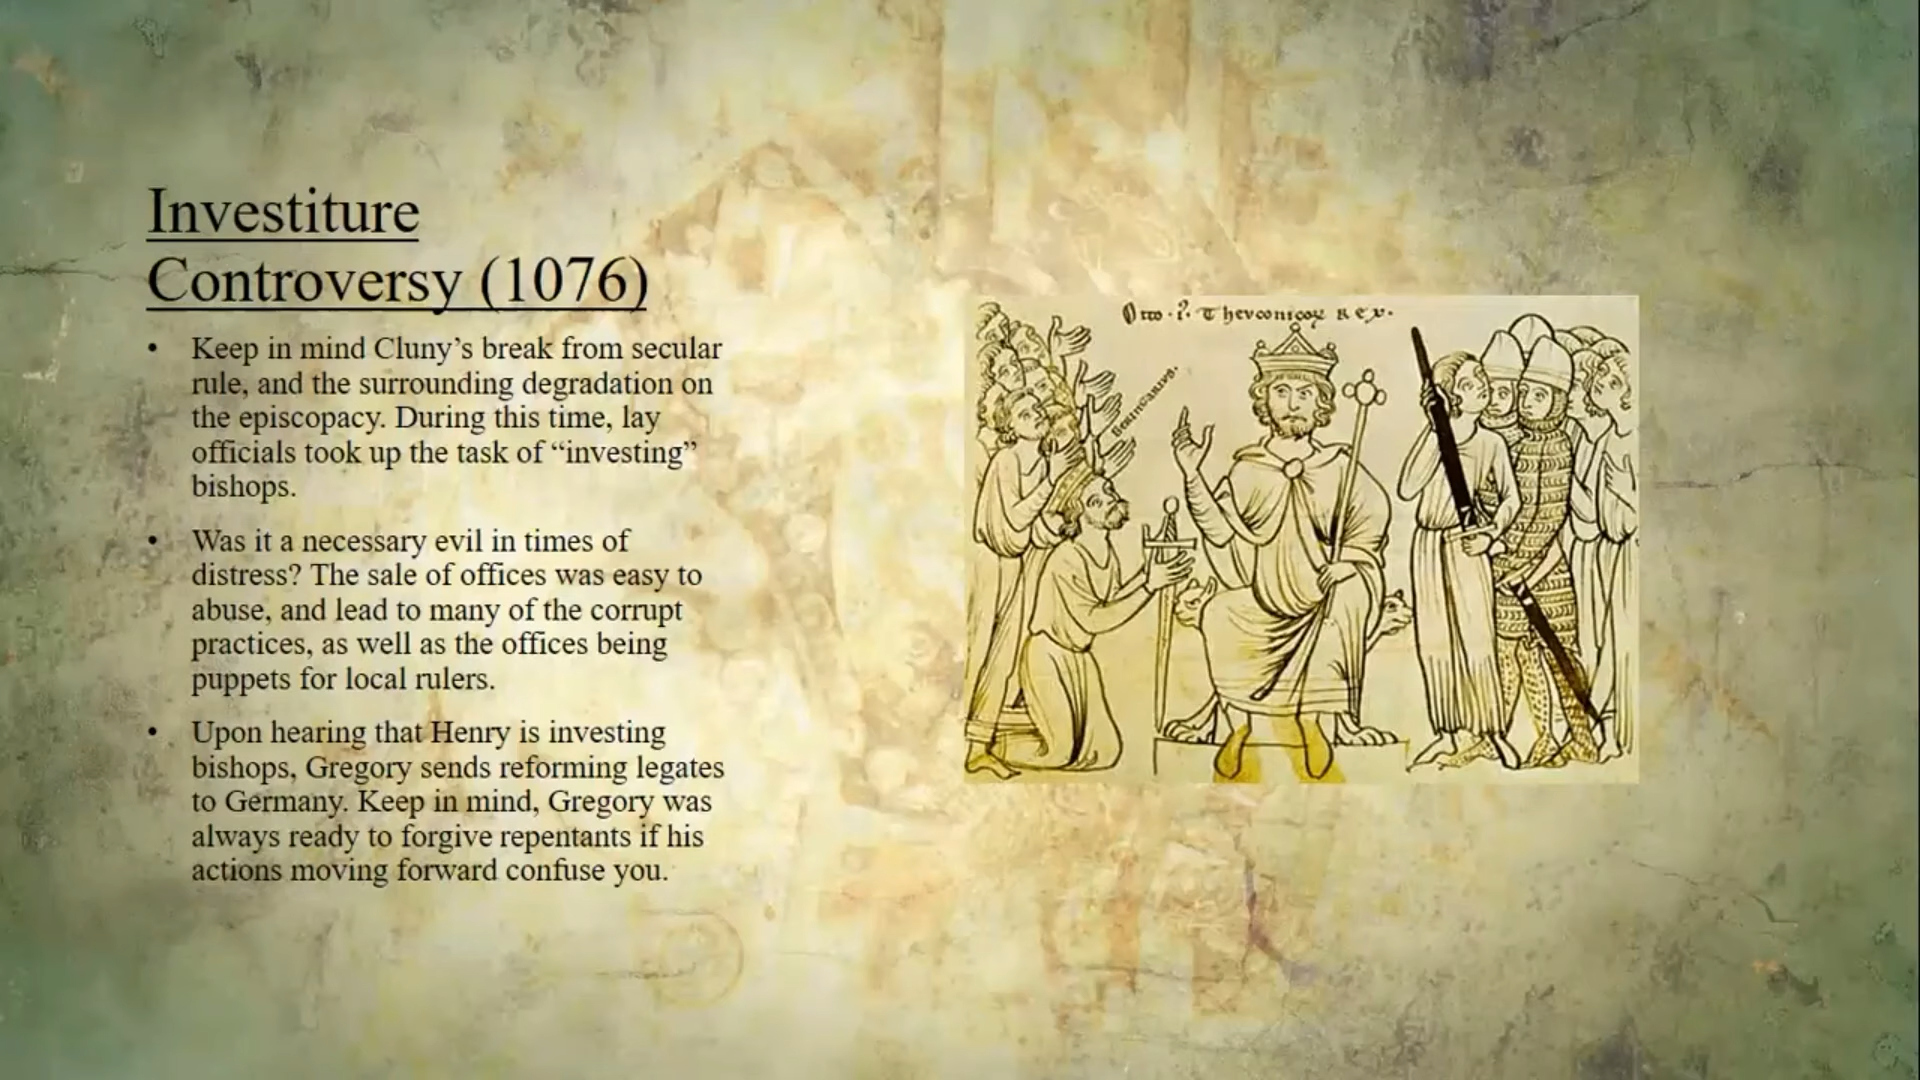 Investiture
Controversy (1076)
• Keep in mind Cluny’s break from secular
rule, and the surrounding degradation on
the episcopacy. During this time, lay
officials took up the task of “investing”
bishops.
• Was it a necessary evil in times of
distress? The sale of offices was easy to
abuse, and lead to many of the corrupt
practices, as well as the offices being
puppets for local rulers.
• Upon hearing that Henry is investing
bishops, Gregory sends reforming legates
to Germany. Keep in mind, Gregory was
always ready to forgive repentants if his
actions moving forward confuse you.
Otto
Rex.